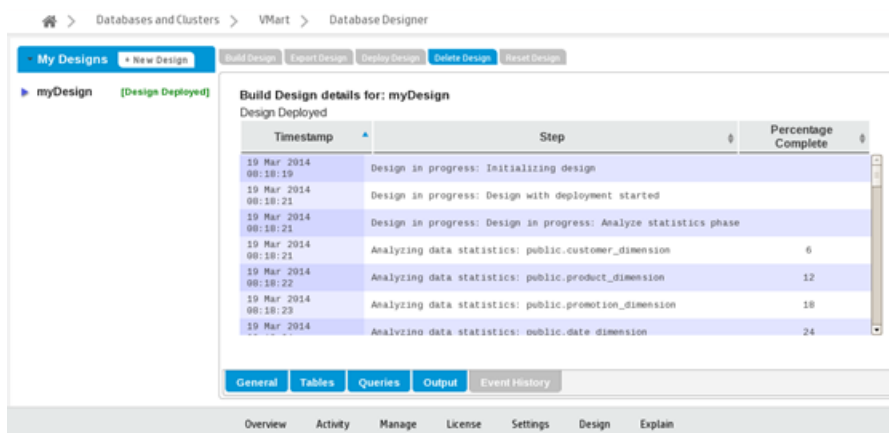 Databases and Clusters > VMart > Database Designer
My Designs + New Design
Build Design Export Design Deploy Design Delete Design Reset Design
myDesign [Design Deployed]
Build Design details for: myDesign
Design Deployed
Timestamp Step Percentage Complete
19 Mar 2014 08:18:19 Design in progress: Initializing design
19 Mar 2014 08:18:21 Design in progress: Design with deployment started
19 Mar 2014 08:18:21 Design in progress: Design in progress: Analyze statistics phase
19 Mar 2014 08:18:21 Analyzing data statistics: public.customer_dimension 6
19 Mar 2014 08:18:22 Analyzing data statistics: public.product_dimension 12
19 Mar 2014 08:18:23 Analyzing data statistics: public.promotion_dimension 18
19 Mar 2014 Analyzing data statistics: public.date_dimension 24
General Tables Queries Output Event History
Overview Activity Manage License Settings Design Explain